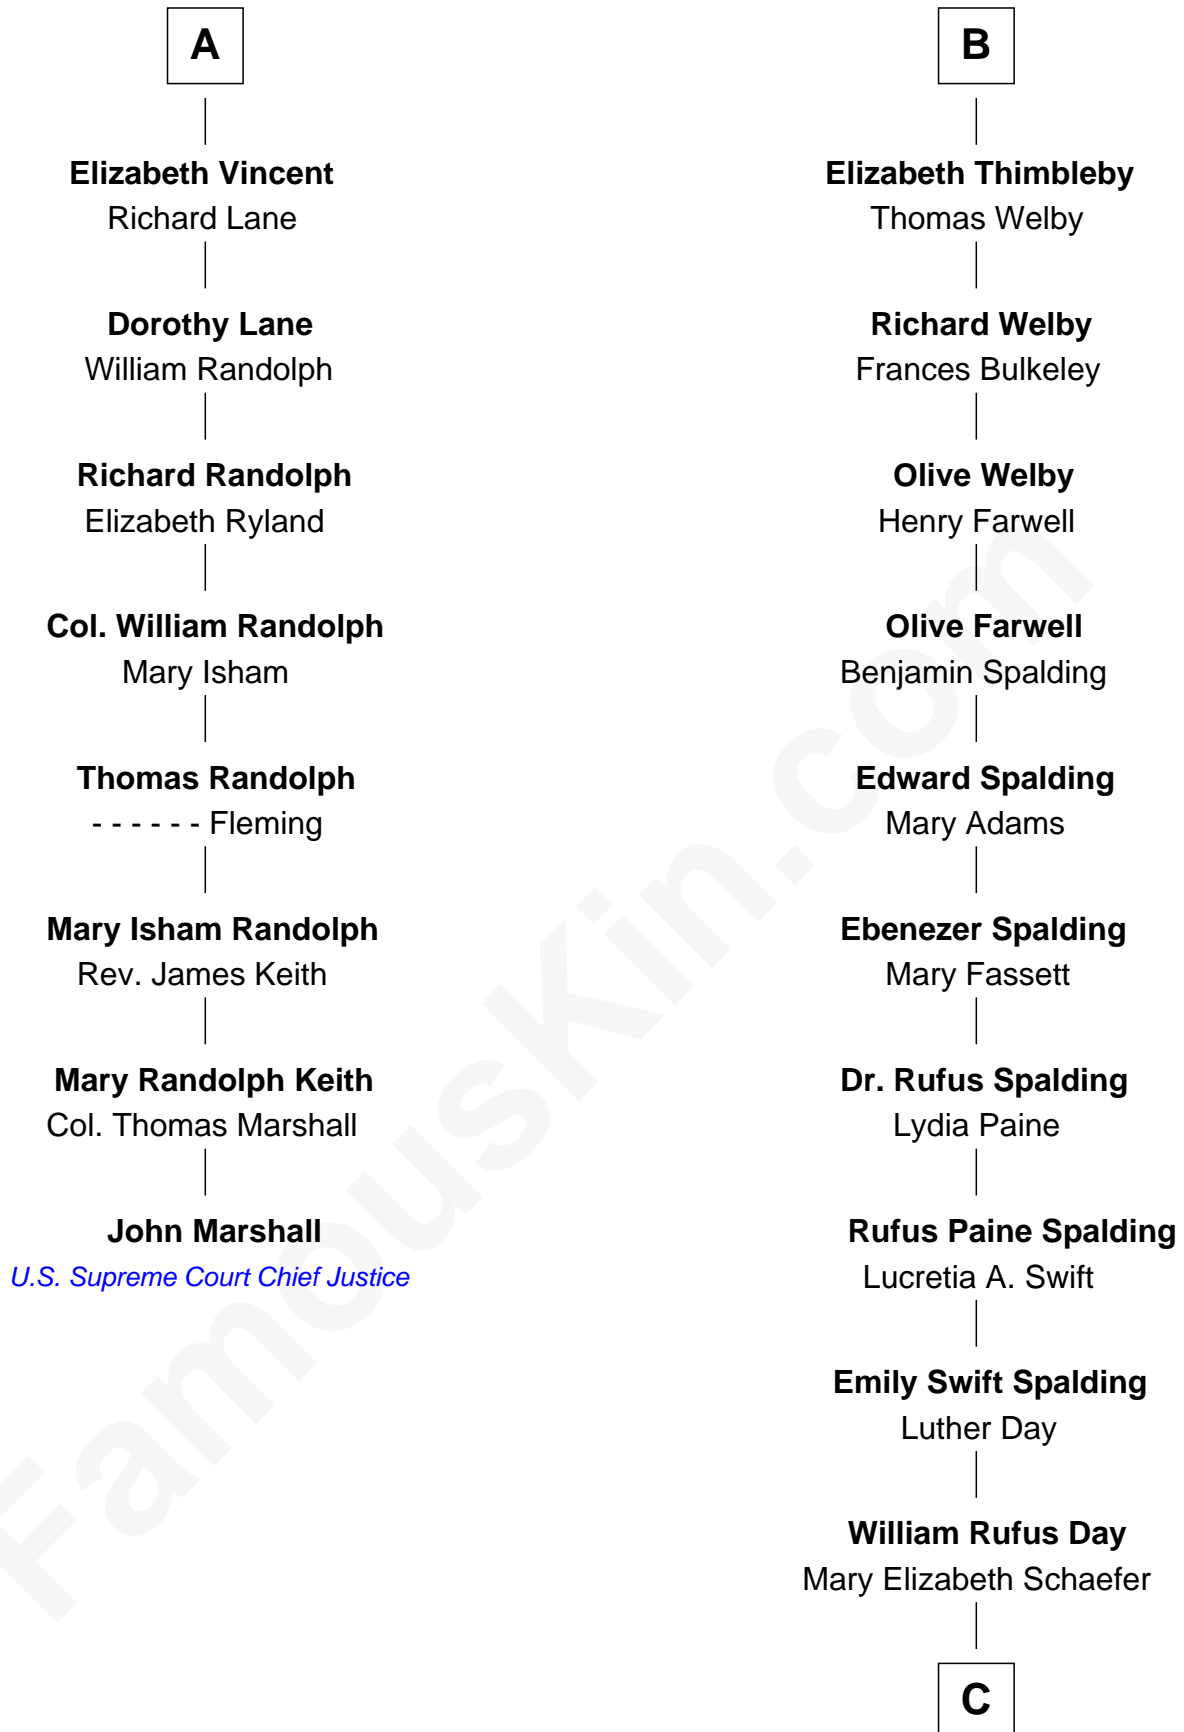 A
Elizabeth Vincent
Richard Lane
Dorothy Lane
William Randolph
Richard Randolph
Elizabeth Ryland
Col. William Randolph
Mary Isham
Thomas Randolph
- - - - - - Fleming
Mary Isham Randolph
Rev. James Keith
Mary Randolph Keith
Col. Thomas Marshall
John Marshall
U.S. Supreme Court Chief Justice
B
Elizabeth Thimbleby
Thomas Welby
Richard Welby
Frances Bulkeley
Olive Welby
Henry Farwell
Olive Farwell
Benjamin Spalding
Edward Spalding
Mary Adams
Ebenezer Spalding
Mary Fassett
Dr. Rufus Spalding
Lydia Paine
Rufus Paine Spalding
Lucretia A. Swift
Emily Swift Spalding
Luther Day
William Rufus Day
Mary Elizabeth Schaefer
C
FamousKin.com